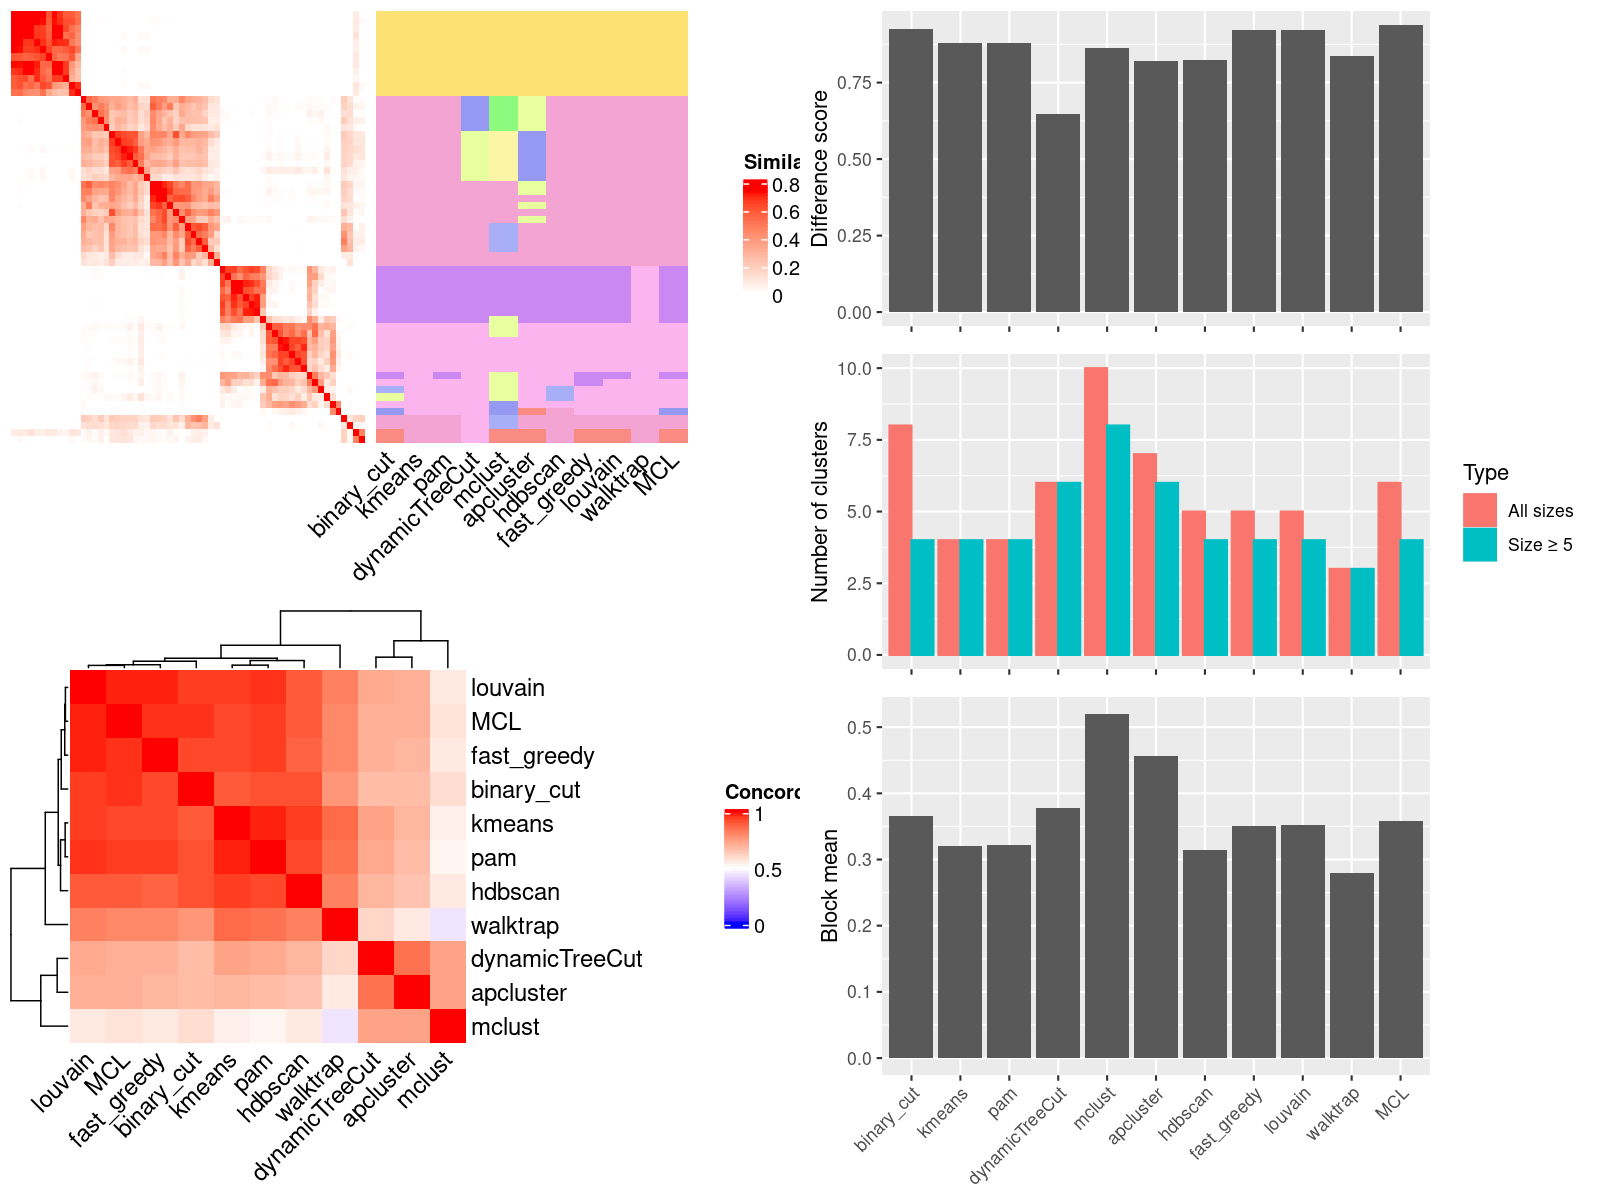 Simila
0.8
0.6
0.4
0.2
0
binary_cut
kmeans
pam
dynamicTreeCut
mclust
apcluster
hdbscan
fast_greedy
louvain
walktrap
MCL
louvain
MCL
fast_greedy
binary_cut
kmeans
pam
hdbscan
walktrap
dynamicTreeCut
apcluster
mclust
louvain
MCL
fast_greedy
binary_cut
kmeans
pam
hdbscan
walktrap
dynamicTreeCut
apcluster
mclust
Concord
1
0.5
0
Difference score
0.75
0.50
0.25
0.00
Number of clusters
10.0
7.5
5.0
2.5
0.0
Type
All sizes
Size ≥ 5
Block mean
0.5
0.4
0.3
0.2
0.1
0.0
binary_cut
kmeans
pam
dynamicTreeCut
mclust
apcluster
hdbscan
fast_greedy
louvain
walktrap
MCL